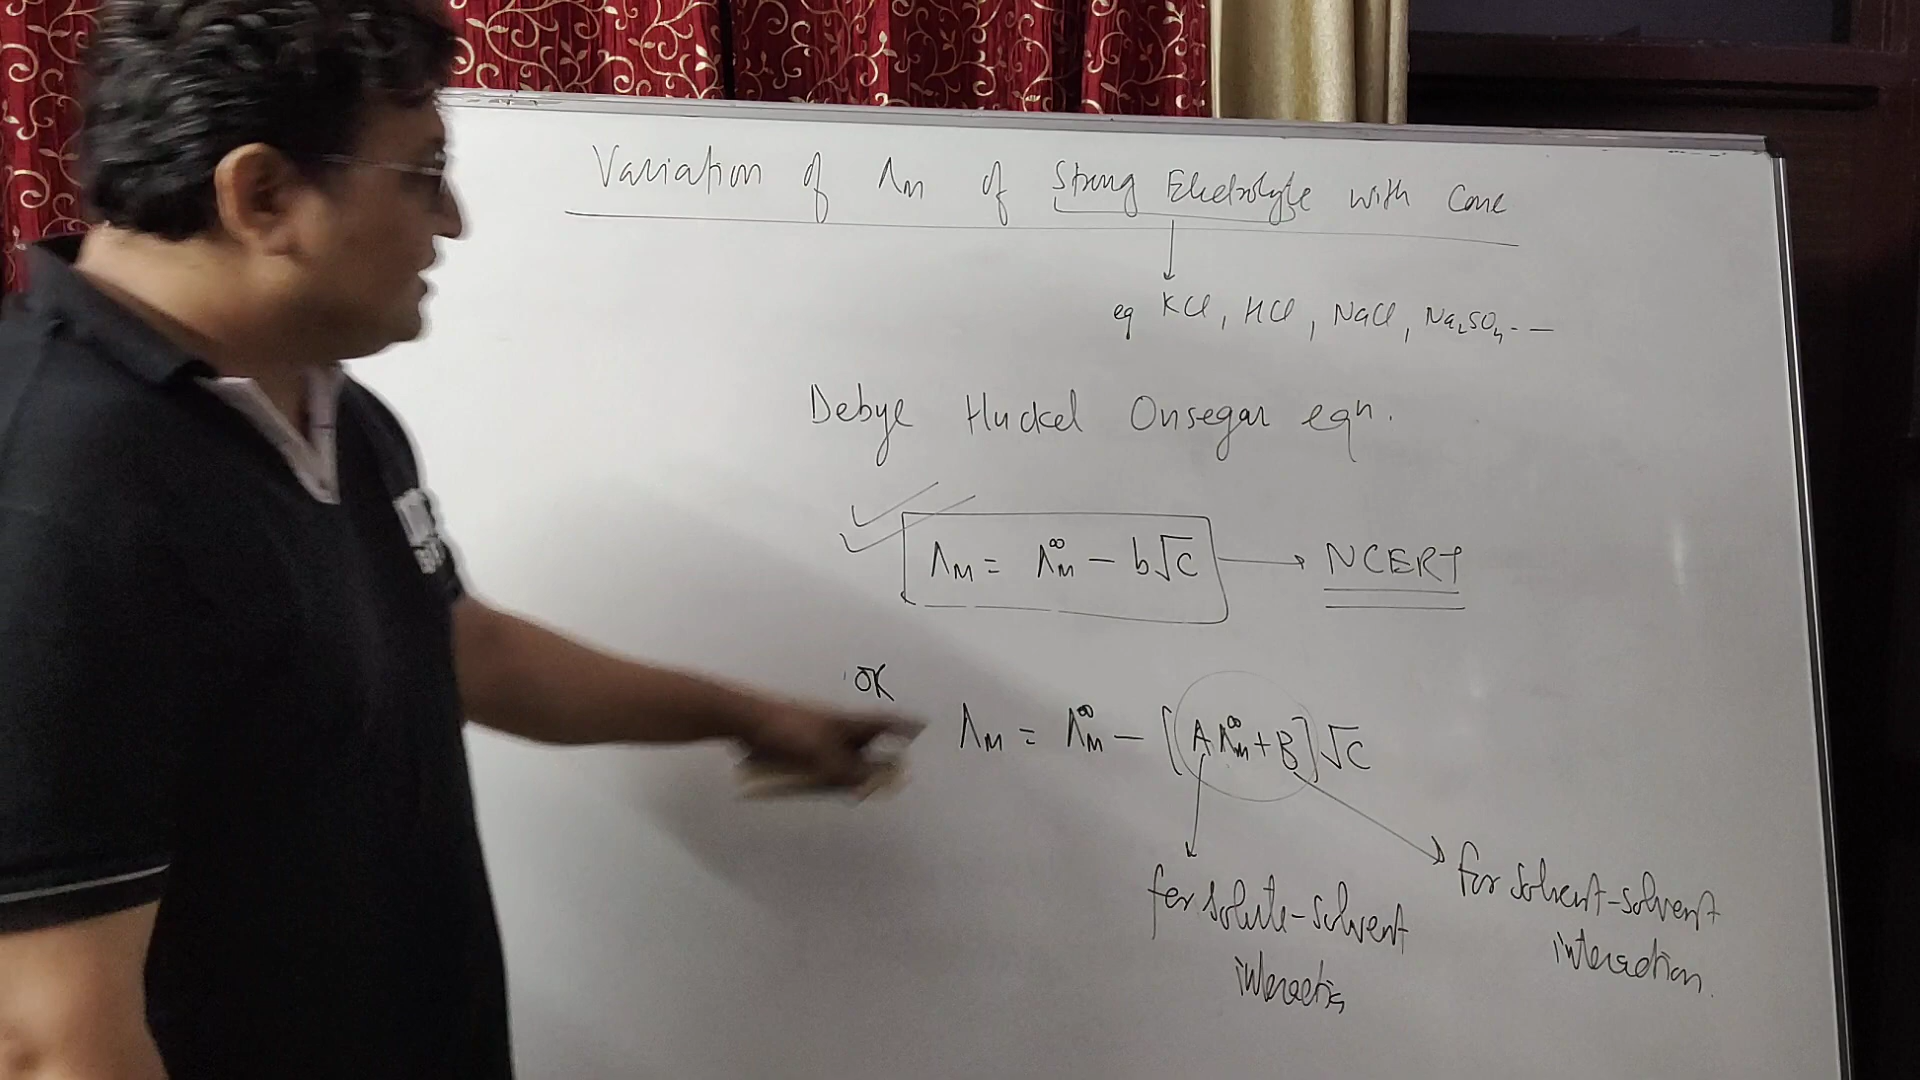 Variation of Λm of Strong Electrolyte with Conc
eg KCl, HCl, NaCl, Na₂SO₄ - —
Debye Huckel Onsegar eqn.
Λm = Λ∞m − b√c → NCERT
OR
Λm = Λ∞m − [AΛ∞m + B]√c
for solute-solvent
for solvent-solvent
interaction.